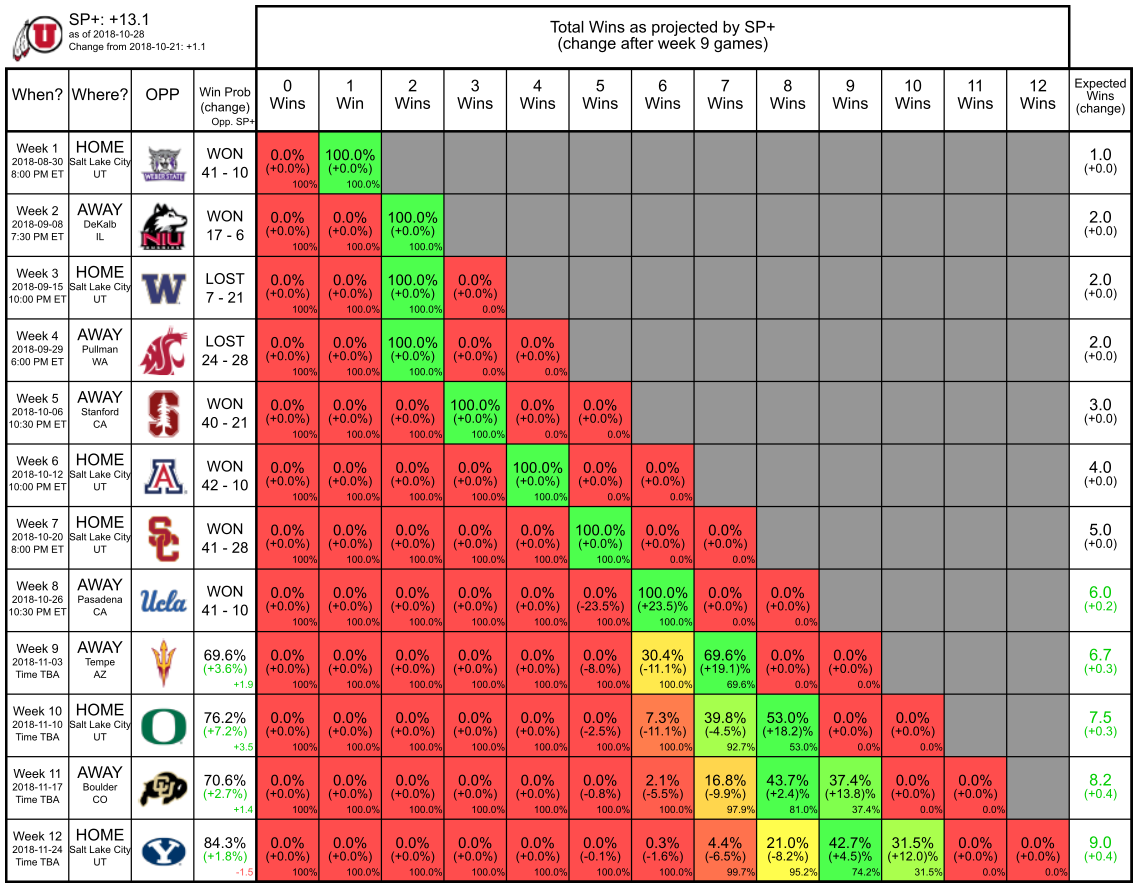 SP+: +13.1
as of 2018-10-28
Change from 2018-10-21: +1.1
Total Wins as projected by SP+
(change after week 9 games)
When? Where? OPP Win Prob (change) Opp. SP+ 0 Wins 1 Win 2 Wins 3 Wins 4 Wins 5 Wins 6 Wins 7 Wins 8 Wins 9 Wins 10 Wins 11 Wins 12 Wins Expected Wins (change)
Week 1 HOME WEBER STATE WON 0.0% 100.0% 1.0
2018-08-30 Salt Lake City (+0.0%) (+0.0%) (+0.0)
8:00 PM ET UT 41 - 10 100% 100.0%
Week 2 AWAY NIU HUSKIES WON 0.0% 0.0% 100.0% 2.0
2018-09-08 DeKalb (+0.0%) (+0.0%) (+0.0%) (+0.0)
7:30 PM ET IL 17 - 6 100% 100.0% 100.0%
Week 3 HOME W LOST 0.0% 0.0% 100.0% 0.0% 2.0
2018-09-15 Salt Lake City (+0.0%) (+0.0%) (+0.0%) (+0.0%) (+0.0)
10:00 PM ET UT 7 - 21 100% 100.0% 100.0% 0.0%
Week 4 AWAY LOST 0.0% 0.0% 100.0% 0.0% 0.0% 2.0
2018-09-29 Pullman (+0.0%) (+0.0%) (+0.0%) (+0.0%) (+0.0%) (+0.0)
6:00 PM ET WA 24 - 28 100% 100.0% 100.0% 0.0% 0.0%
Week 5 AWAY S WON 0.0% 0.0% 0.0% 100.0% 0.0% 0.0% 3.0
2018-10-06 Stanford (+0.0%) (+0.0%) (+0.0%) (+0.0%) (+0.0%) (+0.0%) (+0.0)
10:30 PM ET CA 40 - 21 100% 100.0% 100.0% 100.0% 0.0% 0.0%
Week 6 HOME A WON 0.0% 0.0% 0.0% 0.0% 100.0% 0.0% 0.0% 4.0
2018-10-12 Salt Lake City (+0.0%) (+0.0%) (+0.0%) (+0.0%) (+0.0%) (+0.0%) (+0.0%) (+0.0)
10:00 PM ET UT 42 - 10 100% 100.0% 100.0% 100.0% 100.0% 0.0% 0.0%
Week 7 HOME SC WON 0.0% 0.0% 0.0% 0.0% 0.0% 100.0% 0.0% 0.0% 5.0
2018-10-20 Salt Lake City (+0.0%) (+0.0%) (+0.0%) (+0.0%) (+0.0%) (+0.0%) (+0.0%) (+0.0%) (+0.0)
8:00 PM ET UT 41 - 28 100% 100.0% 100.0% 100.0% 100.0% 100.0% 0.0% 0.0%
Week 8 AWAY Ucla WON 0.0% 0.0% 0.0% 0.0% 0.0% 0.0% 100.0% 0.0% 0.0% 6.0
2018-10-26 Pasadena (+0.0%) (+0.0%) (+0.0%) (+0.0%) (+0.0%) (-23.5%) (+23.5)% (+0.0%) (+0.0%) (+0.2)
10:30 PM ET CA 41 - 10 100% 100.0% 100.0% 100.0% 100.0% 100.0% 100.0% 0.0% 0.0%
Week 9 AWAY 69.6% 0.0% 0.0% 0.0% 0.0% 0.0% 0.0% 30.4% 69.6% 0.0% 0.0% 6.7
2018-11-03 Tempe (+3.6%) (+0.0%) (+0.0%) (+0.0%) (+0.0%) (+0.0%) (-8.0%) (-11.1%) (+19.1)% (+0.0%) (+0.0%) (+0.3)
Time TBA AZ +1.9 100% 100.0% 100.0% 100.0% 100.0% 100.0% 100.0% 69.6% 0.0% 0.0%
Week 10 HOME O 76.2% 0.0% 0.0% 0.0% 0.0% 0.0% 0.0% 7.3% 39.8% 53.0% 0.0% 0.0% 7.5
2018-11-10 Salt Lake City (+7.2%) (+0.0%) (+0.0%) (+0.0%) (+0.0%) (+0.0%) (-2.5%) (-11.1%) (-4.5%) (+18.2)% (+0.0%) (+0.0%) (+0.3)
Time TBA UT +3.5 100% 100.0% 100.0% 100.0% 100.0% 100.0% 100.0% 92.7% 53.0% 0.0% 0.0%
Week 11 AWAY CU 70.6% 0.0% 0.0% 0.0% 0.0% 0.0% 0.0% 2.1% 16.8% 43.7% 37.4% 0.0% 0.0% 8.2
2018-11-17 Boulder (+2.7%) (+0.0%) (+0.0%) (+0.0%) (+0.0%) (+0.0%) (-0.8%) (-5.5%) (-9.9%) (+2.4)% (+13.8)% (+0.0%) (+0.0%) (+0.4)
Time TBA CO +1.4 100% 100.0% 100.0% 100.0% 100.0% 100.0% 100.0% 97.9% 81.0% 37.4% 0.0% 0.0%
Week 12 HOME Y 84.3% 0.0% 0.0% 0.0% 0.0% 0.0% 0.0% 0.3% 4.4% 21.0% 42.7% 31.5% 0.0% 0.0% 9.0
2018-11-24 Salt Lake City (+1.8%) (+0.0%) (+0.0%) (+0.0%) (+0.0%) (+0.0%) (-0.1%) (-1.6%) (-6.5%) (-8.2%) (+4.5)% (+12.0)% (+0.0%) (+0.0%) (+0.4)
Time TBA UT -1.5 100% 100.0% 100.0% 100.0% 100.0% 100.0% 100.0% 99.7% 95.2% 74.2% 31.5% 0.0% 0.0%